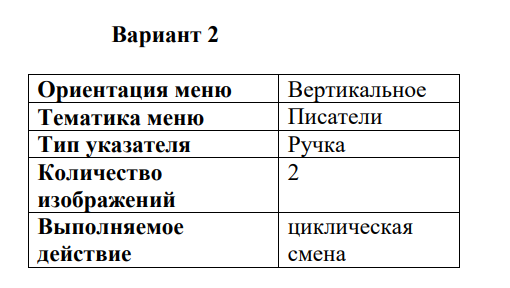 Вариант 2
Ориентация меню Вертикальное
Тематика меню Писатели
Тип указателя Ручка
Количество 2
изображений
Выполняемое циклическая
действие смена